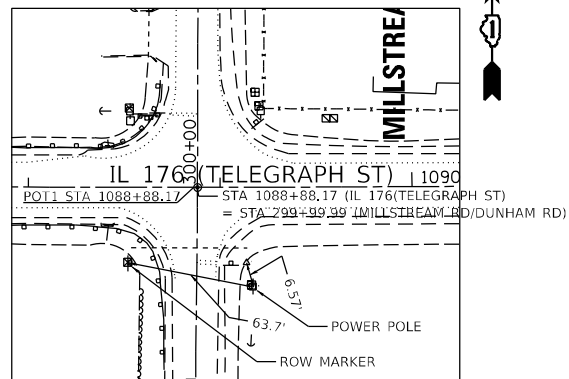 MILLSTREA
300+00
IL 176 (TELEGRAPH ST)
1090
POT1 STA 1088+88.17
STA 1088+88.17 (IL 176(TELEGRAPH ST)
= STA 299+99.99 (MILLSTREAM RD/DUNHAM RD)
6.57'
63.7'
POWER POLE
ROW MARKER